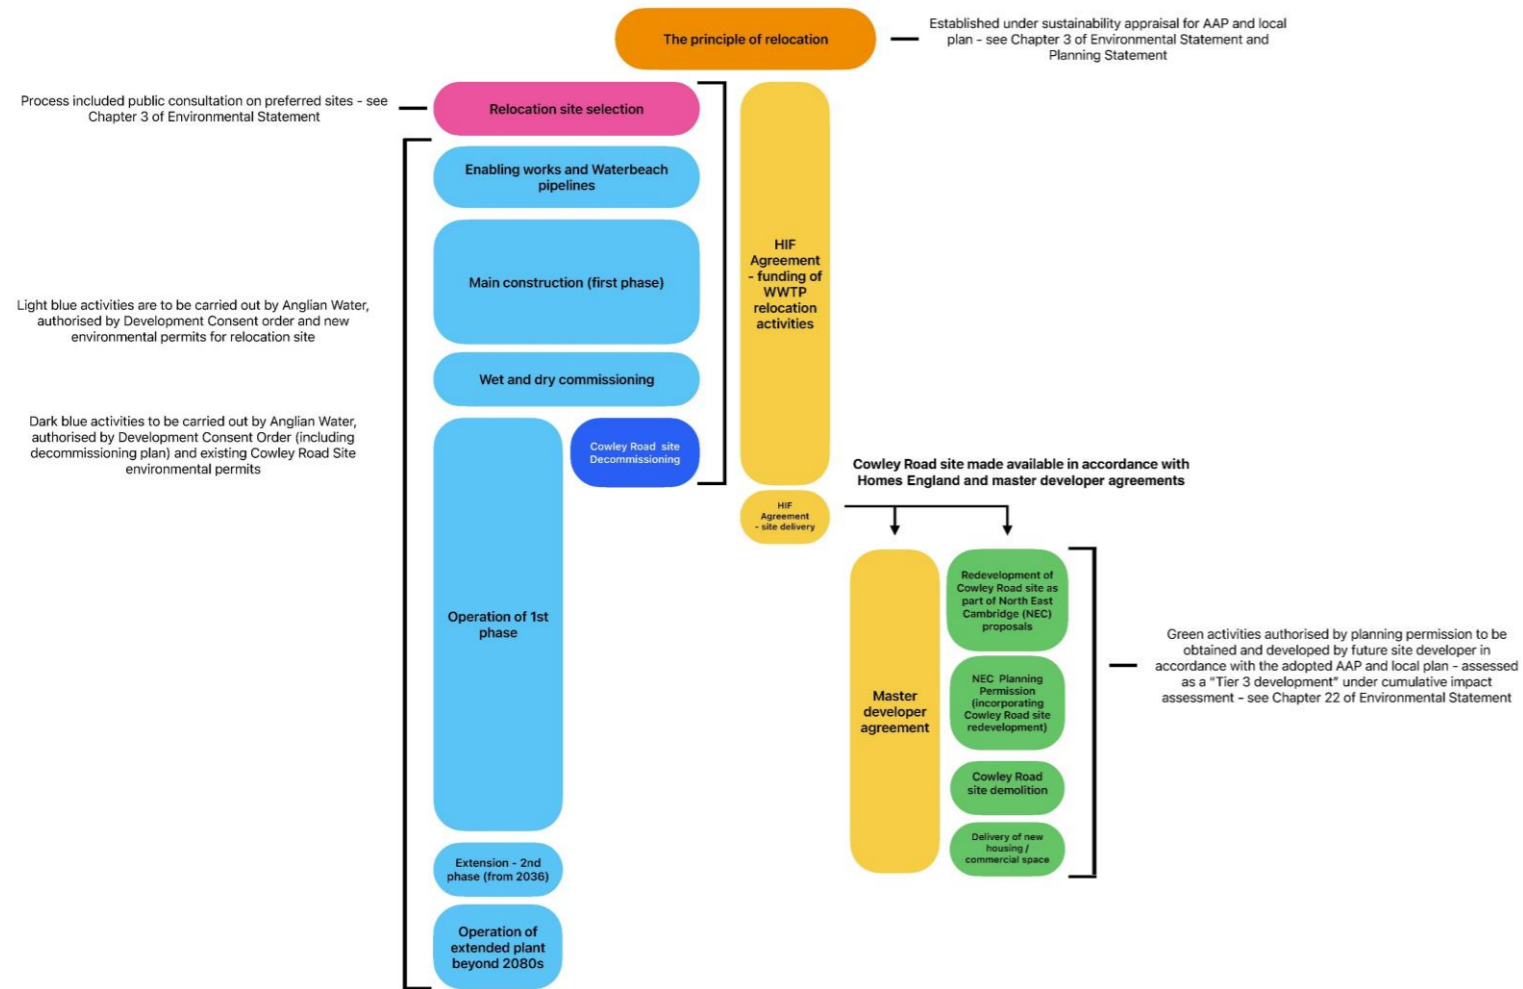 The principle of relocation
Established under sustainability appraisal for AAP and local
plan - see Chapter 3 of Environmental Statement and
Planning Statement
Process included public consultation on preferred sites - see
Chapter 3 of Environmental Statement
Relocation site selection
Enabling works and Waterbeach
pipelines
Main construction (first phase)
HIF
Agreement
- funding of
WWTP
relocation
activities
Light blue activities are to be carried out by Anglian Water,
authorised by Development Consent order and new
environmental permits for relocation site
Wet and dry commissioning
Dark blue activities to be carried out by Anglian Water,
authorised by Development Consent Order (including
decommissioning plan) and existing Cowley Road Site
environmental permits
Cowley Road site
Decommissioning
Cowley Road site made available in accordance with
Homes England and master developer agreements
HIF
Agreement
- site delivery
Operation of 1st
phase
Master
developer
agreement
Redevelopment of
Cowley Road site as
part of North East
Cambridge (NEC)
proposals
NEC Planning
Permission
(incorporating
Cowley Road site
redevelopment)
Cowley Road
site demolition
Delivery of new
housing /
commercial space
Green activities authorised by planning permission to be
obtained and developed by future site developer in
accordance with the adopted AAP and local plan - assessed
as a "Tier 3 development" under cumulative impact
assessment - see Chapter 22 of Environmental Statement
Extension - 2nd
phase (from 2036)
Operation of
extended plant
beyond 2080s